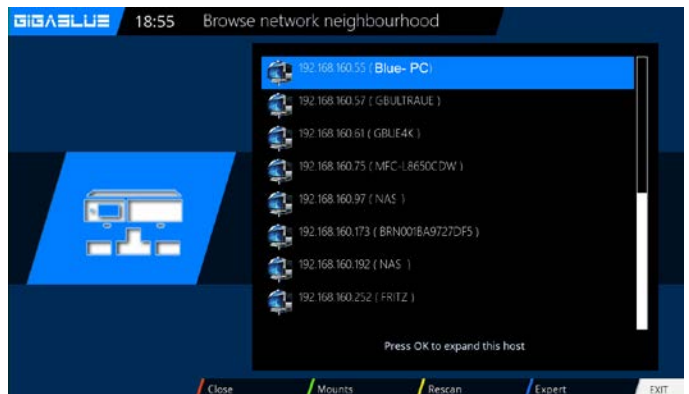 GIGABLUE 18:55 Browse network neighbourhood
192.168.160.55 ( Blue- PC)
192.168.160.57 ( GBULTRAUE )
192.168.160.61 ( GBUE4K )
192.168.160.75 ( MFC-L8650CDW )
192.168.160.97 ( NAS )
192.168.160.173 ( BRN001BA9727DF5 )
192.168.160.192 ( NAS )
192.168.160.252 ( FRITZ )
Press OK to expand this host
Close Mounts Rescan Expert EXIT